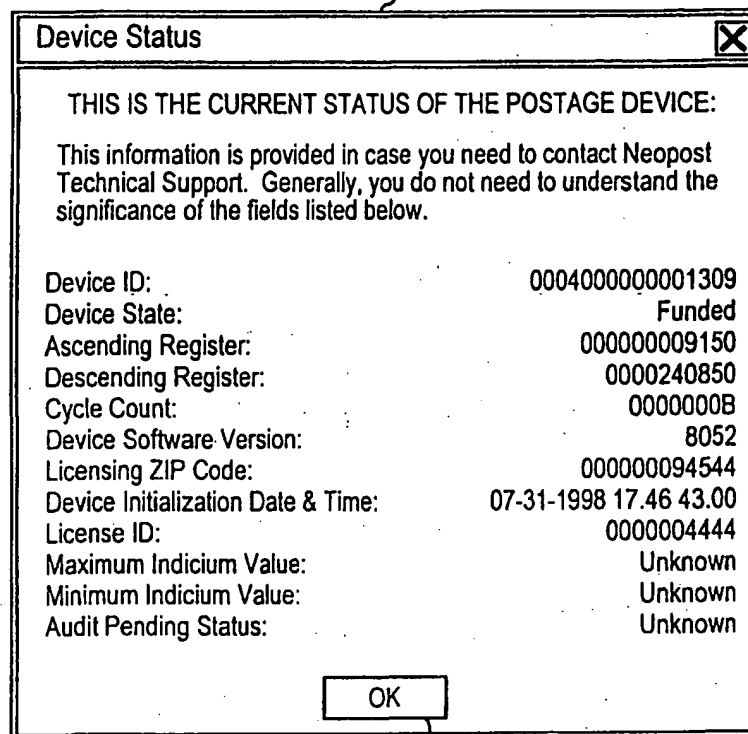 Device Status
THIS IS THE CURRENT STATUS OF THE POSTAGE DEVICE:
This information is provided in case you need to contact Neopost
Technical Support. Generally, you do not need to understand the
significance of the fields listed below.
Device ID: 0004000000001309
Device State: Funded
Ascending Register: 000000009150
Descending Register: 0000240850
Cycle Count: 0000000B
Device Software Version: 8052
Licensing ZIP Code: 000000094544
Device Initialization Date & Time: 07-31-1998 17.46 43.00
License ID: 0000004444
Maximum Indicium Value: Unknown
Minimum Indicium Value: Unknown
Audit Pending Status: Unknown
OK